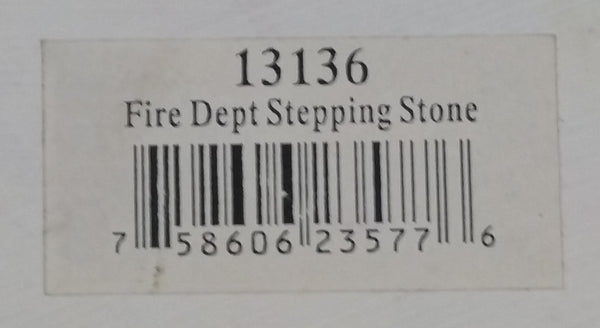 13136
Fire Dept Stepping Stone
7 58606 23577 6